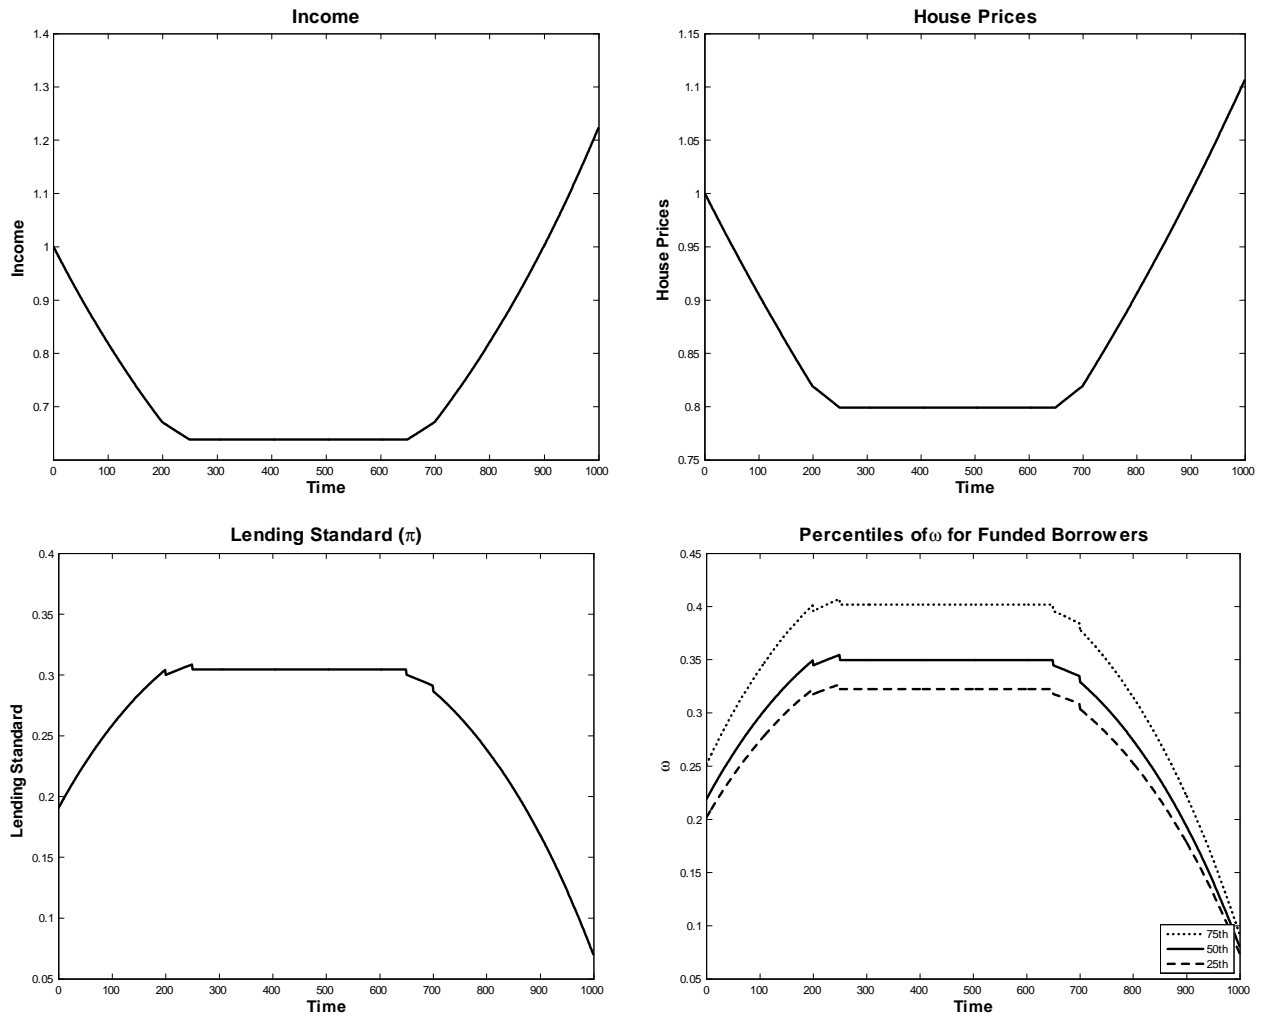 Income
1.4
1.3
1.2
1.1
1
0.9
0.8
0.7
Income
0 100 200 300 400 500 600 700 800 900 1000
Time
House Prices
1.15
1.1
1.05
1
0.95
0.9
0.85
0.8
0.75
House Prices
0 100 200 300 400 500 600 700 800 900 1000
Time
Lending Standard (π)
0.4
0.35
0.3
0.25
0.2
0.15
0.1
0.05
Lending Standard
0 100 200 300 400 500 600 700 800 900 1000
Time
Percentiles of ω for Funded Borrowers
0.45
0.4
0.35
0.3
0.25
0.2
0.15
0.1
0.05
ω
75th
50th
25th
0 100 200 300 400 500 600 700 800 900 1000
Time